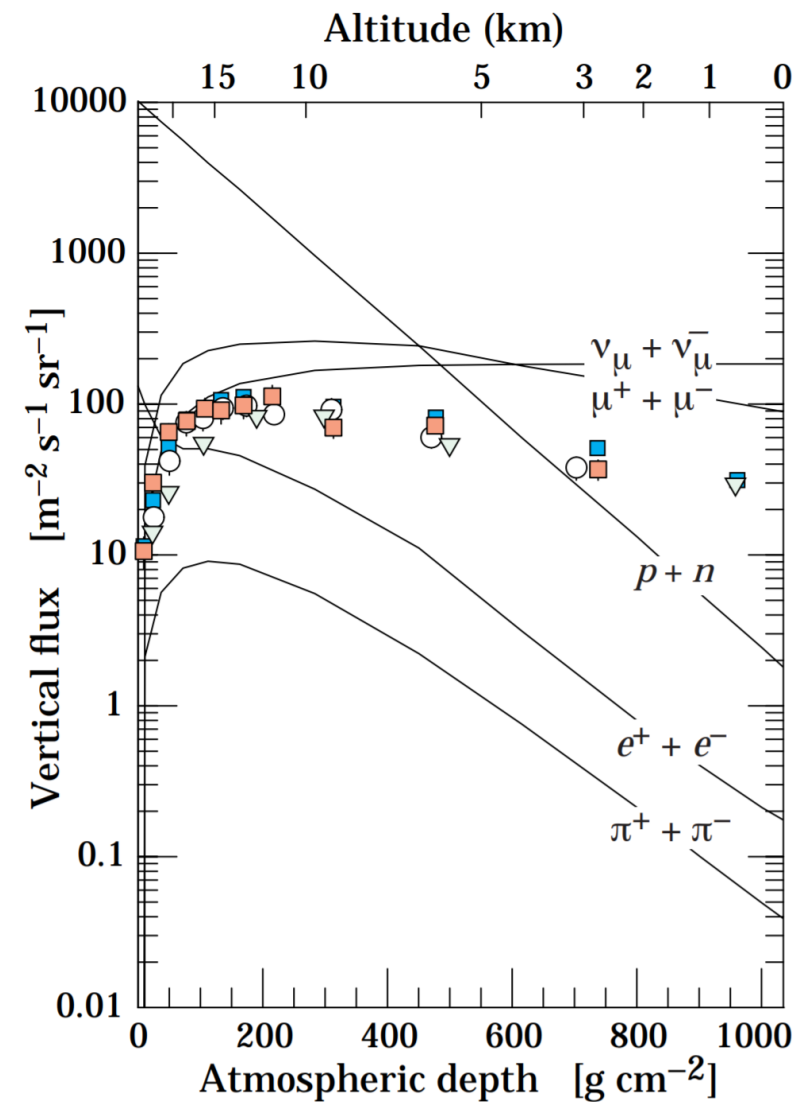 Altitude (km)
15 10 5 3 2 1 0
10000
1000
100
10
1
0.1
0.01
Vertical flux [m–2 s–1 sr–1]
νμ + ν̅μ
μ+ + μ−
p + n
e+ + e−
π+ + π−
0 200 400 600 800 1000
Atmospheric depth [g cm–2]